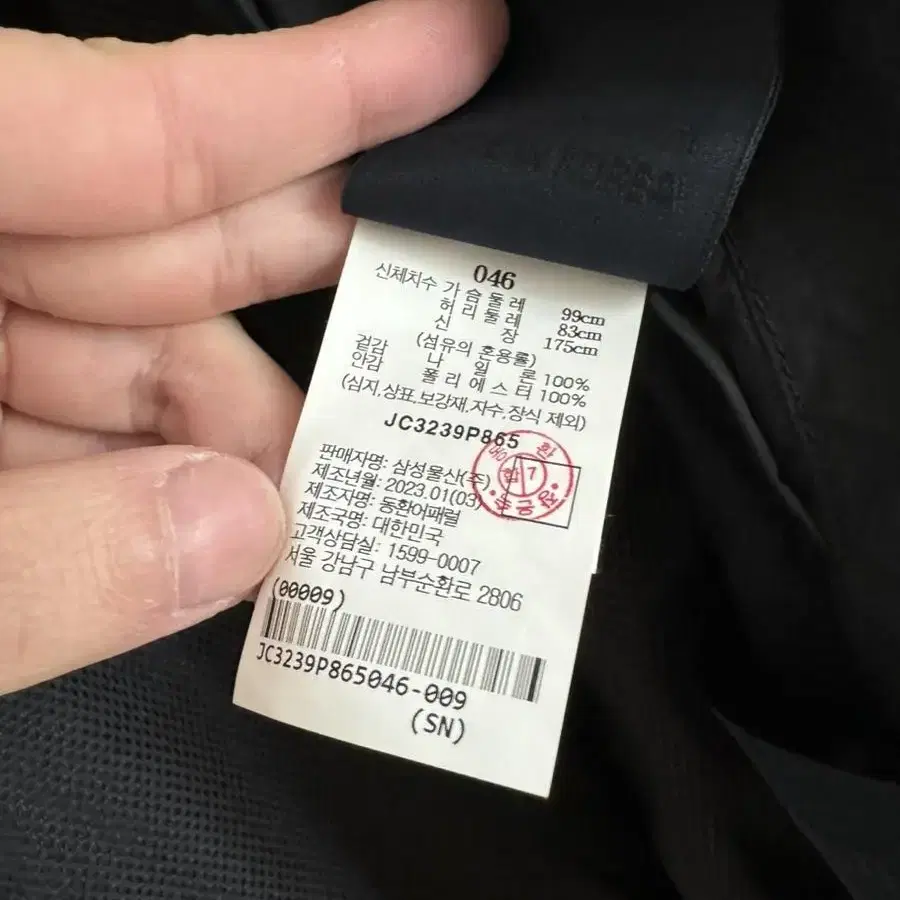 046
신체치수 가슴둘레 99cm
허리둘레 83cm
신장 175cm
(섬유의 혼용률)
겉감 나일론 100%
안감 폴리에스터 100%
(심지,상표,보강재,자수,장식 제외)
JC3239P865
판매자명: 삼성물산(주)
제조년월: 2023.01(03)
제조자명: 동환어패럴
제조국명: 대한민국
고객상담실: 1599-0007
서울 강남구 남부순환로 2806
(00009)
JC3239P865046-009
(SN)
7